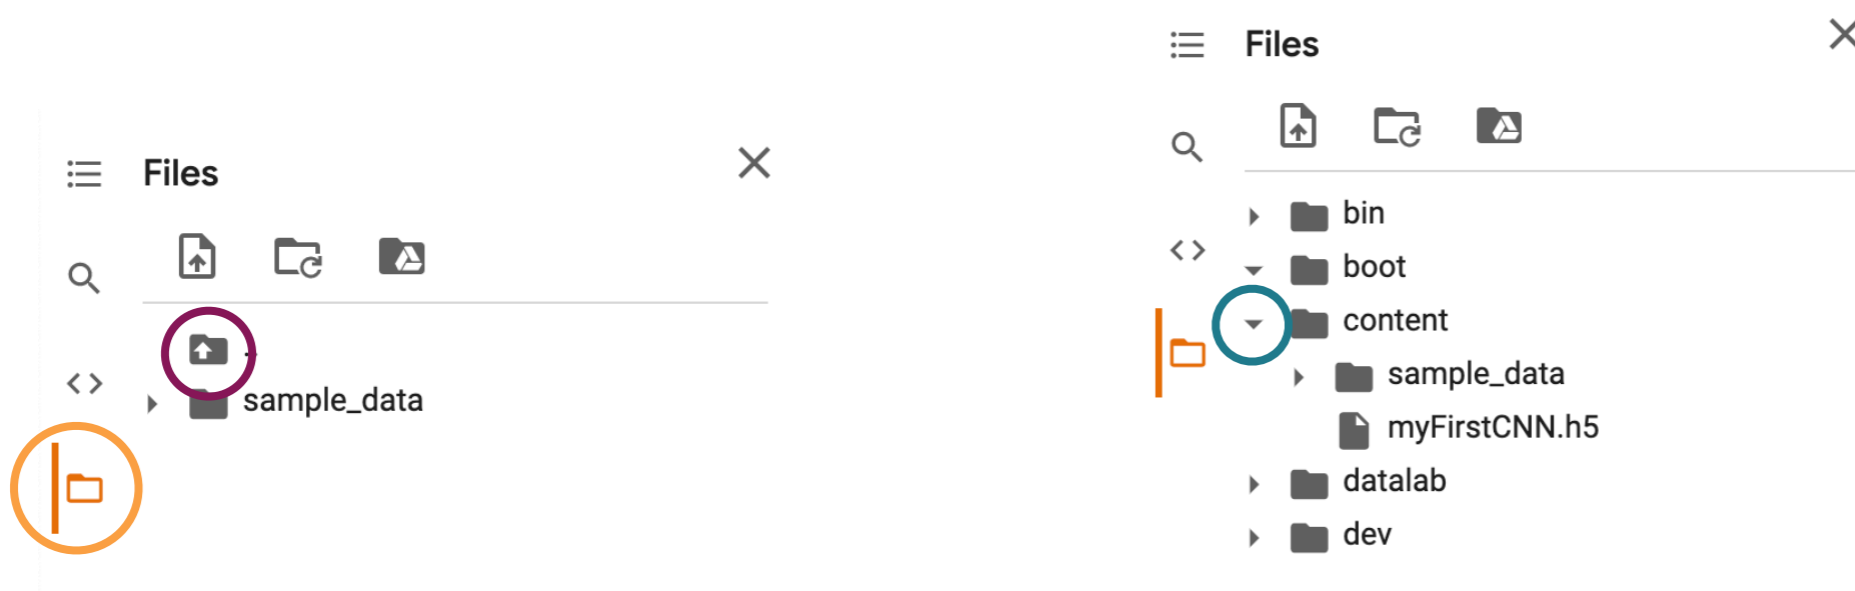 Files
sample_data
Files
bin
boot
content
sample_data
myFirstCNN.h5
datalab
dev